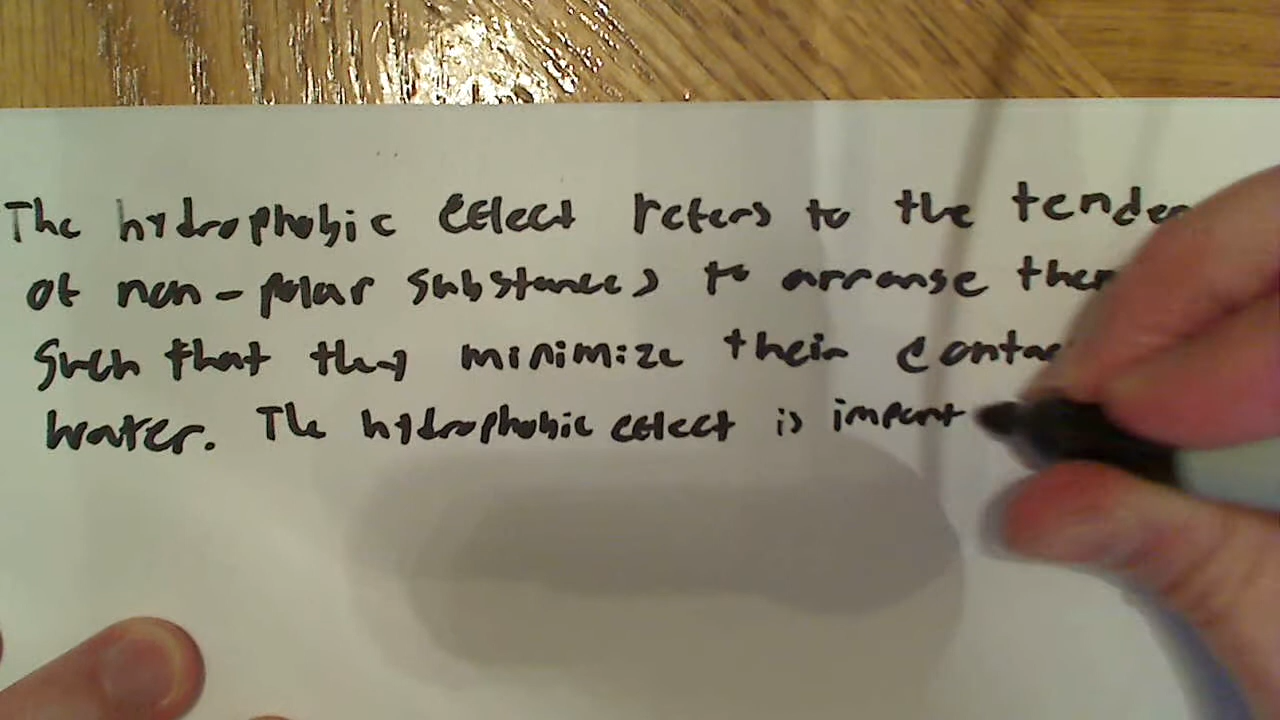 The hydrophobic effect refers to the tenden
of non-polar substances to arrange them
Such that they minimize their contac
water. The hydrophobic effect is import